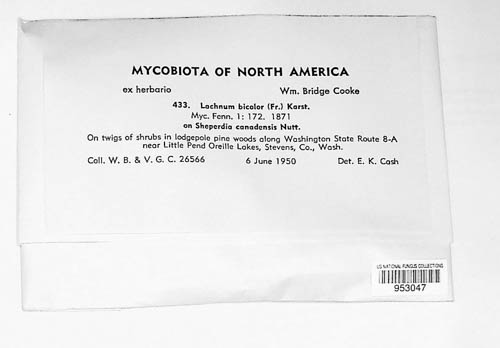 MYCOBIOTA OF NORTH AMERICA
ex herbario Wm. Bridge Cooke
433. Lachnum bicolor (Fr.) Karst.
Myc. Fenn. 1: 172. 1871
on Sheperdia canadensis Nutt.
On twigs of shrubs in lodgepole pine woods along Washington State Route 8-A
near Little Pend Oreille Lakes, Stevens, Co., Wash.
Coll. W. B. & V. G. C. 26566 6 June 1950 Det. E. K. Cash
US NATIONAL FUNGUS COLLECTIONS
953047